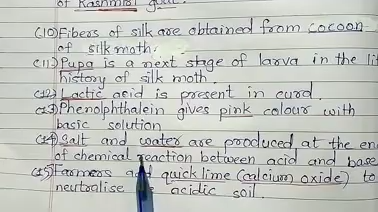 of Kashmiri goat.
(10) Fibers of silk are obtained from cocoon
of silk moth.
(11) Pupa is a next stage of larva in the
history of silk moth.
(12) Lactic acid is present in curd.
(13) Phenolphthalein gives pink colour with
basic solution
(14) Salt and water are produced at the
of chemical reaction between acid and base
(15) Farmers quick lime (calcium oxide) to
neutralise acidic soil.